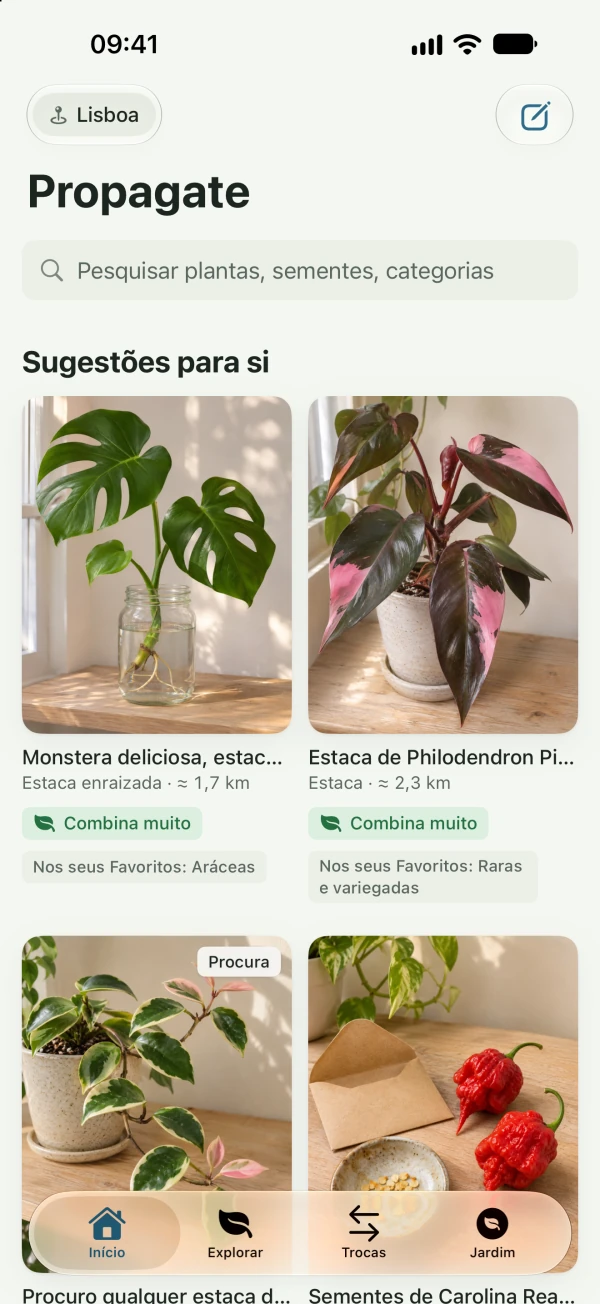 09:41
Lisboa
Propagate
Pesquisar plantas, sementes, categorias
Sugestões para si
Monstera deliciosa, estac...
Estaca enraizada · ≈ 1,7 km
Combina muito
Nos seus Favoritos: Aráceas
Estaca de Philodendron Pi...
Estaca · ≈ 2,3 km
Combina muito
Nos seus Favoritos: Raras
e variegadas
Procura
Procuro qualquer estaca d...
Sementes de Carolina Rea...
Início
Explorar
Trocas
Jardim